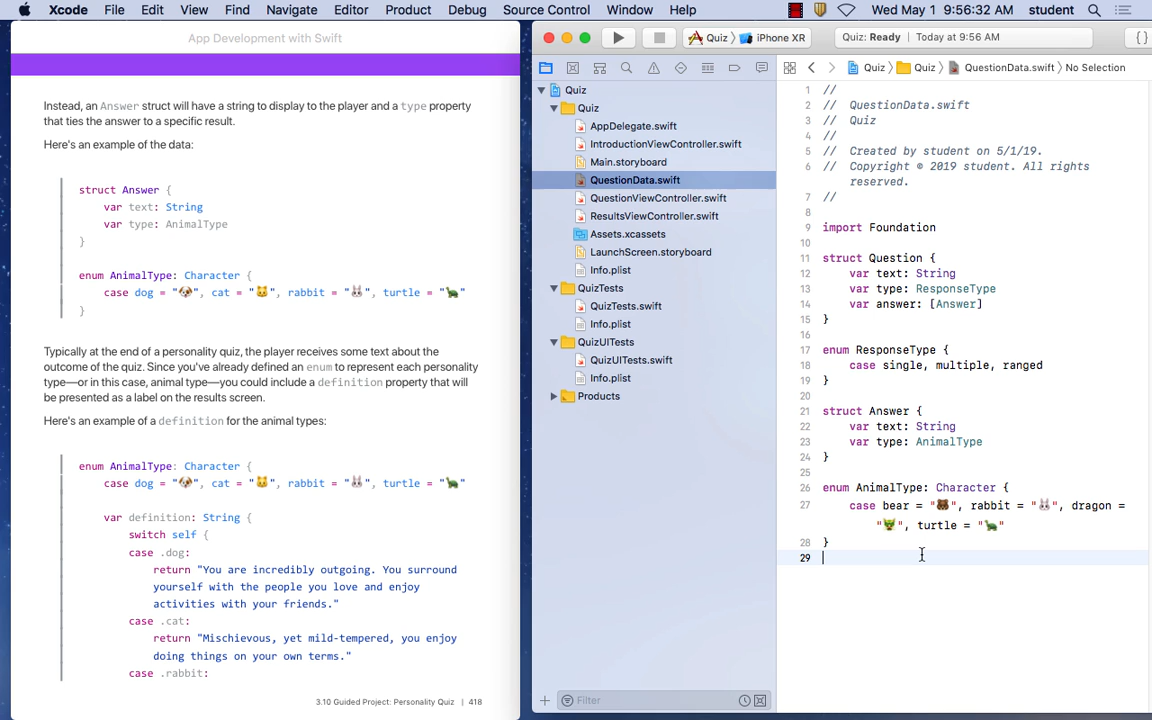 Xcode File Edit View Find Navigate Editor Product Debug Source Control Window Help Wed May 1 9:56:32 AM student
App Development with Swift
Instead, an Answer struct will have a string to display to the player and a type property
that ties the answer to a specific result.
Here's an example of the data:
struct Answer {
var text: String
var type: AnimalType
}
enum AnimalType: Character {
case dog = "🐶", cat = "🐱", rabbit = "🐰", turtle = "🐢"
}
Typically at the end of a personality quiz, the player receives some text about the
outcome of the quiz. Since you've already defined an enum to represent each personality
type—or in this case, animal type—you could include a definition property that will
be presented as a label on the results screen.
Here's an example of a definition for the animal types:
enum AnimalType: Character {
case dog = "🐶", cat = "🐱", rabbit = "🐰", turtle = "🐢"
var definition: String {
switch self {
case .dog:
return "You are incredibly outgoing. You surround
yourself with the people you love and enjoy
activities with your friends."
case .cat:
return "Mischievous, yet mild-tempered, you enjoy
doing things on your own terms."
case .rabbit:
3.10 Guided Project: Personality Quiz | 418
Quiz iPhone XR
Quiz: Ready | Today at 9:56 AM
{}
Quiz
Quiz
AppDelegate.swift
IntroductionViewController.swift
Main.storyboard
QuestionData.swift
QuestionViewController.swift
ResultsViewController.swift
Assets.xcassets
LaunchScreen.storyboard
Info.plist
QuizTests
QuizTests.swift
Info.plist
QuizUITests
QuizUITests.swift
Info.plist
Products
Filter
Quiz Quiz QuestionData.swift No Selection
1 //
2 // QuestionData.swift
3 // Quiz
4 //
5 // Created by student on 5/1/19.
6 // Copyright © 2019 student. All rights
reserved.
7 //
8
9 import Foundation
10
11 struct Question {
12 var text: String
13 var type: ResponseType
14 var answer: [Answer]
15 }
16
17 enum ResponseType {
18 case single, multiple, ranged
19 }
20
21 struct Answer {
22 var text: String
23 var type: AnimalType
24 }
25
26 enum AnimalType: Character {
27 case bear = "🐻", rabbit = "🐰", dragon =
"🐲", turtle = "🐢"
28 }
29